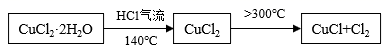 CuCl₂·2H₂O
HCl气流
140℃
CuCl₂
>300℃
CuCl+Cl₂